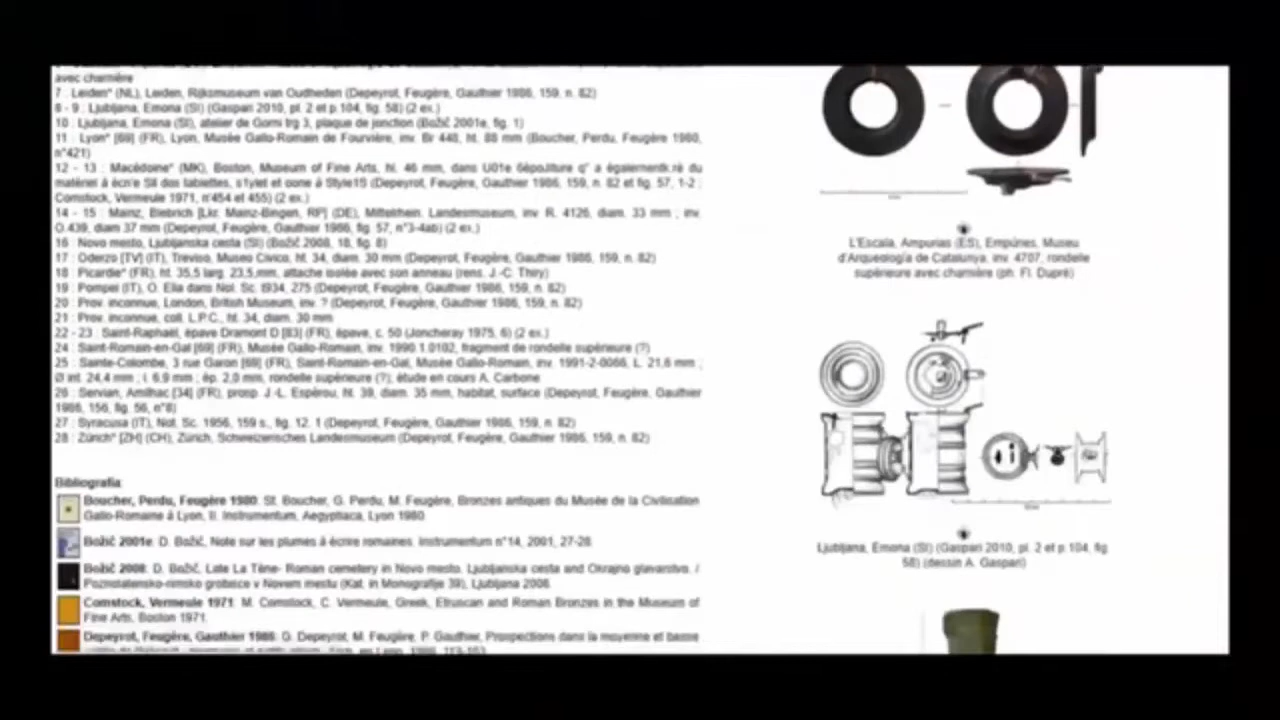 avec charnière
7 : Leiden* (NL), Leiden, Rijksmuseum van Oudheden (Depeyrot, Feugère, Gauthier 1986, 159, n. 82)
8 - 9 : Ljubljana, Emona (SI) (Gaspari 2010, pl. 2 et p.104, fig. 58) (2 ex.)
10 : Ljubljana, Emona (SI), atelier de Gorni trg 3, plaque de jonction (Božič 2001e, fig. 1)
11 : Lyon* [69] (FR), Lyon, Musée Gallo-Romain de Fourvière, inv. Br 440, ht. 88 mm (Boucher, Perdu, Feugère 1980,
n°421)
12 - 13 : Macédoine* (MK), Boston, Museum of Fine Arts, ht. 46 mm, dans
matériel à (Depeyrot, Feugère, Gauthier 1986, 159, n. 82 et fig. 57, 1-2 ;
Comstock, Vermeule 1971, n°454 et 455) (2 ex.)
14 - 15 : Mainz, Biebrich [Lkr. Mainz-Bingen, RP] (DE), Mittelrhein. Landesmuseum, inv. R. 4126, diam. 33 mm ; inv.
O.439, diam 37 mm (Depeyrot, Feugère, Gauthier 1986, fig. 57, n°3-4ab) (2 ex.)
16 : Novo mesto, Ljubljanska cesta (SI) (Božič 2008, 18, fig. 8)
17 : Oderzo [TV] (IT), Treviso, Museo Civico, ht. 34, diam. 30 mm (Depeyrot, Feugère, Gauthier 1986, 159, n. 82)
18 : Picardie* (FR), ht. 35,5 larg. 23,5,mm, attache isolée avec son anneau (rens. J.-C. Thiry)
19 : Pompei (IT), O. Elia dans Not. Sc. 1934, 275 (Depeyrot, Feugère, Gauthier 1986, 159, n. 82)
20 : Prov. inconnue, London, British Museum, inv. ? (Depeyrot, Feugère, Gauthier 1986, 159, n. 82)
21 : Prov. inconnue, coll. L.P.C., ht. 34, diam. 30 mm
22 - 23 : Saint-Raphaël, épave Dramont D [83] (FR), épave, c. 50 (Joncheray 1975, 6) (2 ex.)
24 : Saint-Romain-en-Gal [69] (FR), Musée Gallo-Romain, inv. 1990.1.0102, fragment de rondelle supérieure (?)
25 : Sainte-Colombe, 3 rue Garon [69] (FR), Saint-Romain-en-Gal, Musée Gallo-Romain, inv. 1991-2-0066, L. 21,6 mm ;
Ø int. 24,4 mm ; l. 6,9 mm ; ép. 2,0 mm, rondelle supérieure (?); étude en cours A. Carbone
26 : Servian, Amilhac [34] (FR), prosp. J.-L. Espérou, ht. 39, diam. 35 mm, habitat, surface (Depeyrot, Feugère, Gauthier
1986, 156, fig. 56, n°8)
27 : Syracusa (IT), Not. Sc. 1956, 159 s., fig. 12. 1 (Depeyrot, Feugère, Gauthier 1986, 159, n. 82)
28 : Zürich* [ZH] (CH), Zürich, Schweizerisches Landesmuseum (Depeyrot, Feugère, Gauthier 1986, 159, n. 82)
Bibliografia
Boucher, Perdu, Feugère 1980: St. Boucher, G. Perdu, M. Feugère, Bronzes antiques du Musée de la Civilisation
Gallo-Romaine à Lyon, II. Instrumentum, Aegyptiaca, Lyon 1980.
Božič 2001e: D. Božič, Note sur les plumes à écrire romaines. Instrumentum n°14, 2001, 27-28.
Božič 2008: D. Božič, Late La Tène- Roman cemetery in Novo mesto. Ljubljanska cesta and Okrajno glavarstvo. /
Poznolatensko-rimsko grobišče v Novem mestu (Kat. in Monografije 39), Ljubljana 2008.
Comstock, Vermeule 1971: M. Comstock, C. Vermeule, Greek, Etruscan and Roman Bronzes in the Museum of
Fine Arts, Boston 1971.
Depeyrot, Feugère, Gauthier 1986: G. Depeyrot, M. Feugère, P. Gauthier, Prospections dans la moyenne et basse
L'Escala, Ampurias (ES), Empúries, Museu
d'Arqueologia de Catalunya, inv. 4707, rondelle
supérieure avec charnière (ph. Fl. Dupré)
Ljubljana, Emona (SI) (Gaspari 2010, pl. 2 et p.104, fig.
58) (dessin A. Gaspari)